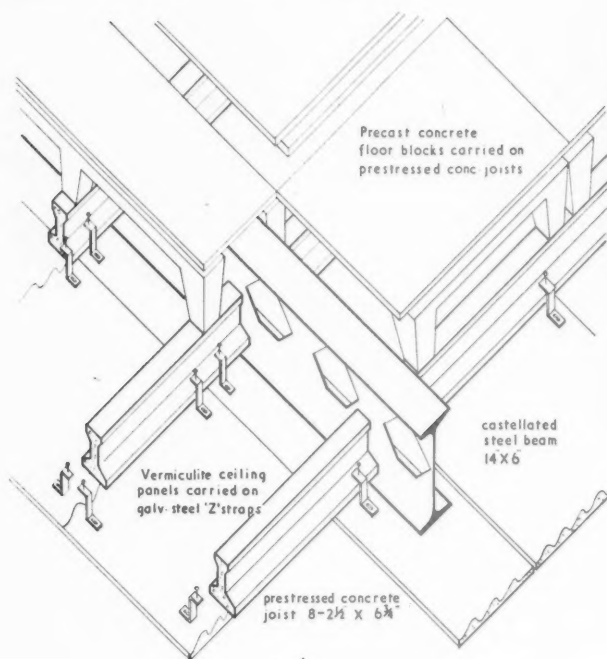 Precast concrete
floor blocks carried on
prestressed conc joists
castellated
steel beam
14"X6"
Vermiculite ceiling
panels carried on
galv·steel 'Z'straps
prestressed concrete
joist 8-2½" X 6¾"